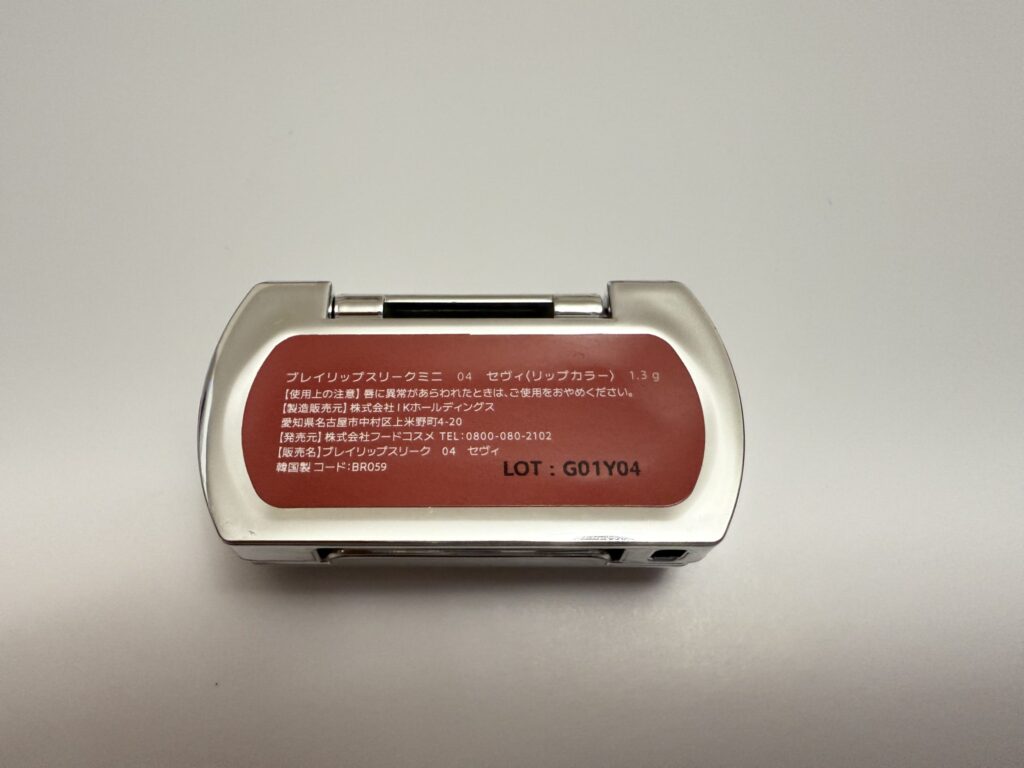 プレイリップスリークミニ　04　セヴィ（リップカラー）　1.3 g
【使用上の注意】唇に異常があらわれたときは、ご使用をおやめください。
【製造販売元】株式会社IKホールディングス
愛知県名古屋市中村区上米野町4-20
【発売元】株式会社フードコスメ TEL：0800-080-2102
【販売名】プレイリップスリーク　04　セヴィ
韓国製 コード：BR059
LOT : G01Y04